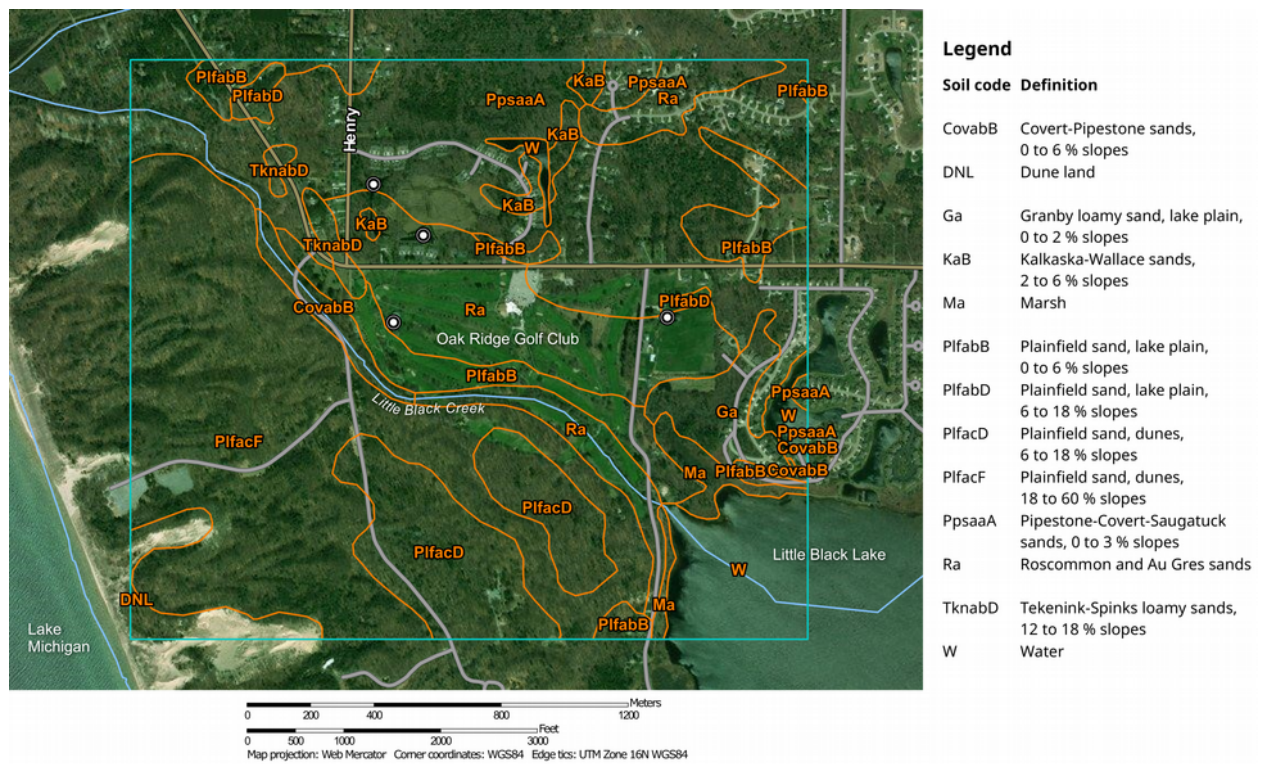 PlfabB
PlfabD
Henry
PpsaaA
KaB
PpsaaA
Ra
PlfabB
KaB
W
TknabD
KaB
KaB
TknabD
PlfabB
PlfabB
CovabB
Ra
PlfabD
Oak Ridge Golf Club
PlfabB
Little Black Creek
Ra
PlfacF
Ga
PpsaaA
W
PpsaaA
CovabB
Ma
PlfabB
CovabB
PlfacD
PlfacD
Little Black Lake
W
DNL
Ma
PlfabB
Lake
Michigan
Legend
Soil code Definition
CovabB Covert-Pipestone sands,
0 to 6 % slopes
DNL Dune land
Ga Granby loamy sand, lake plain,
0 to 2 % slopes
KaB Kalkaska-Wallace sands,
2 to 6 % slopes
Ma Marsh
PlfabB Plainfield sand, lake plain,
0 to 6 % slopes
PlfabD Plainfield sand, lake plain,
6 to 18 % slopes
PlfacD Plainfield sand, dunes,
6 to 18 % slopes
PlfacF Plainfield sand, dunes,
18 to 60 % slopes
PpsaaA Pipestone-Covert-Saugatuck
sands, 0 to 3 % slopes
Ra Roscommon and Au Gres sands
TknabD Tekenink-Spinks loamy sands,
12 to 18 % slopes
W Water
Meters
0 200 400 800 1200
Feet
0 500 1000 2000 3000
Map projection: Web Mercator Corner coordinates: WGS84 Edge tics: UTM Zone 16N WGS84